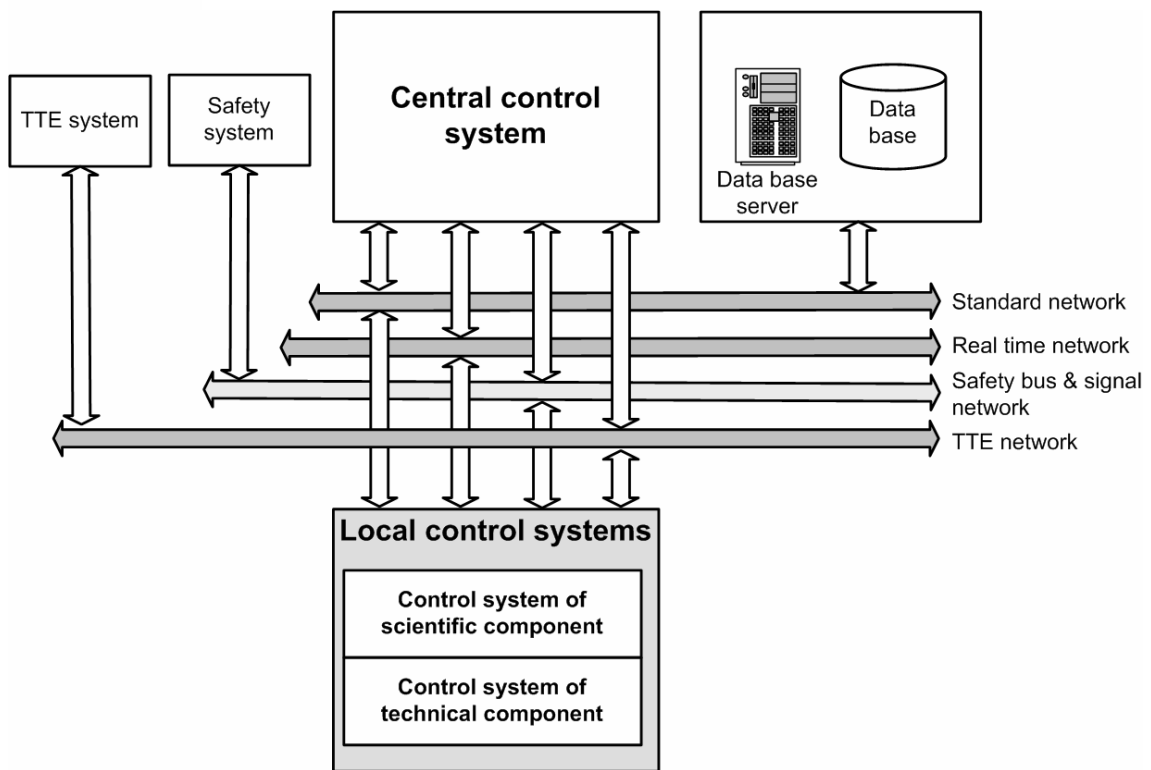 TTE system
Safety
system
Central control
system
Data base
server
Data
base
Standard network
Real time network
Safety bus & signal
network
TTE network
Local control systems
Control system of
scientific component
Control system of
technical component